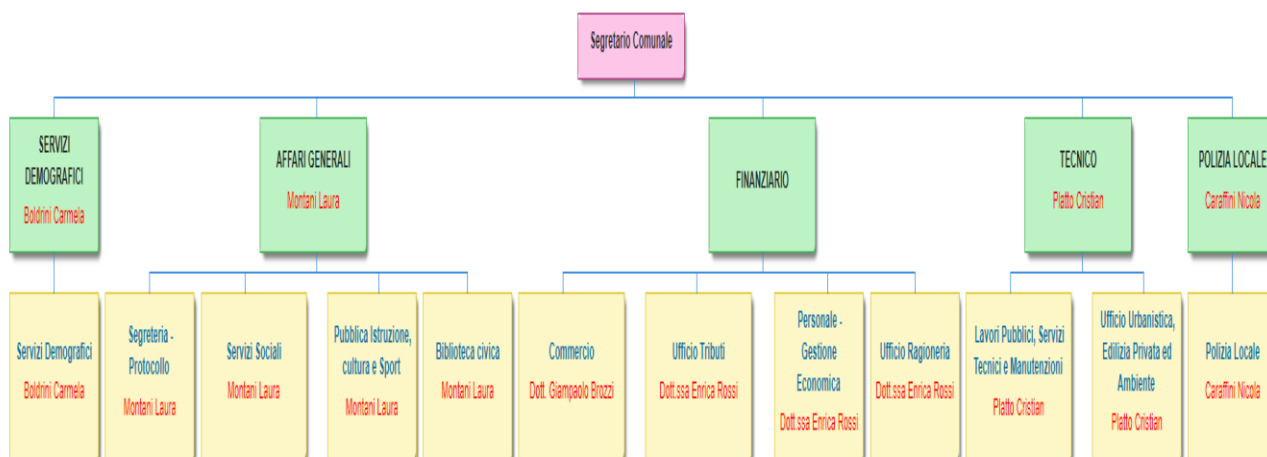 Segretario Comunale
SERVIZI
DEMOGRAFICI
Boldrini Carmela
AFFARI GENERALI
Montani Laura
FINANZIARIO
TECNICO
Platto Cristian
POLIZIA LOCALE
Caraffini Nicola
Servizi Demografici
Boldrini Carmela
Segreteria -
Protocollo
Montani Laura
Servizi Sociali
Montani Laura
Pubblica Istruzione,
cultura e Sport
Montani Laura
Biblioteca civica
Montani Laura
Commercio
Dott. Giampaolo Brozzi
Ufficio Tributi
Dott.ssa Enrica Rossi
Personale -
Gestione
Economica
Dott.ssa Enrica Rossi
Ufficio Ragioneria
Dott.ssa Enrica Rossi
Lavori Pubblici, Servizi
Tecnici e Manutenzioni
Platto Cristian
Ufficio Urbanistica,
Edilizia Privata ed
Ambiente
Platto Cristian
Polizia Locale
Caraffini Nicola